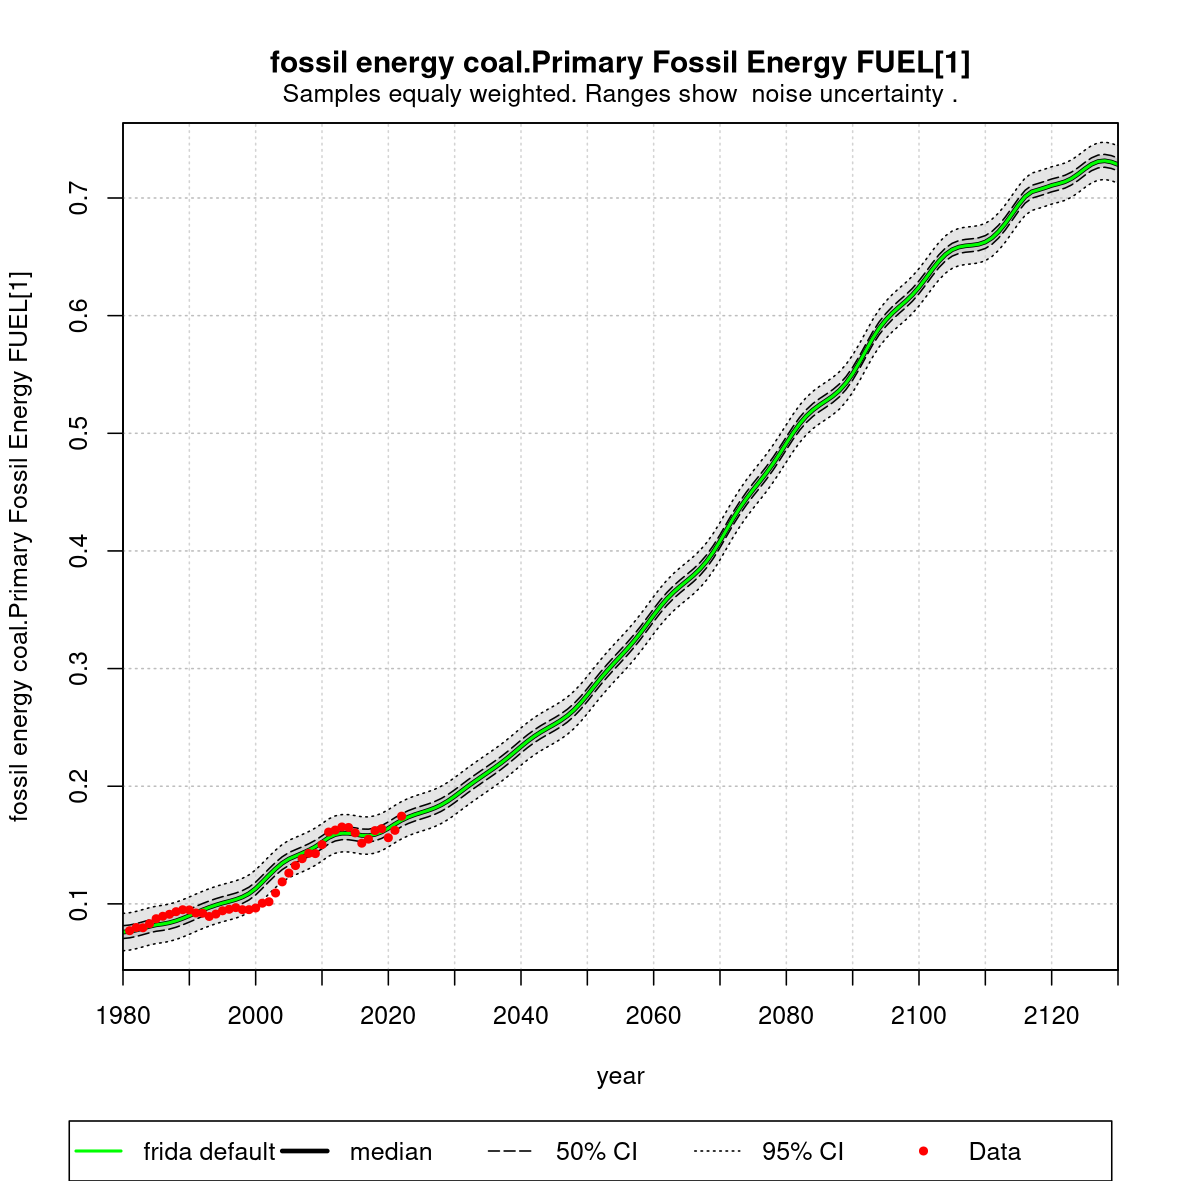 fossil energy coal.Primary Fossil Energy FUEL[1]
Samples equaly weighted. Ranges show  noise uncertainty .
fossil energy coal.Primary Fossil Energy FUEL[1]
0.7
0.6
0.5
0.4
0.3
0.2
0.1
1980 2000 2020 2040 2060 2080 2100 2120
year
frida default median 50% CI 95% CI Data